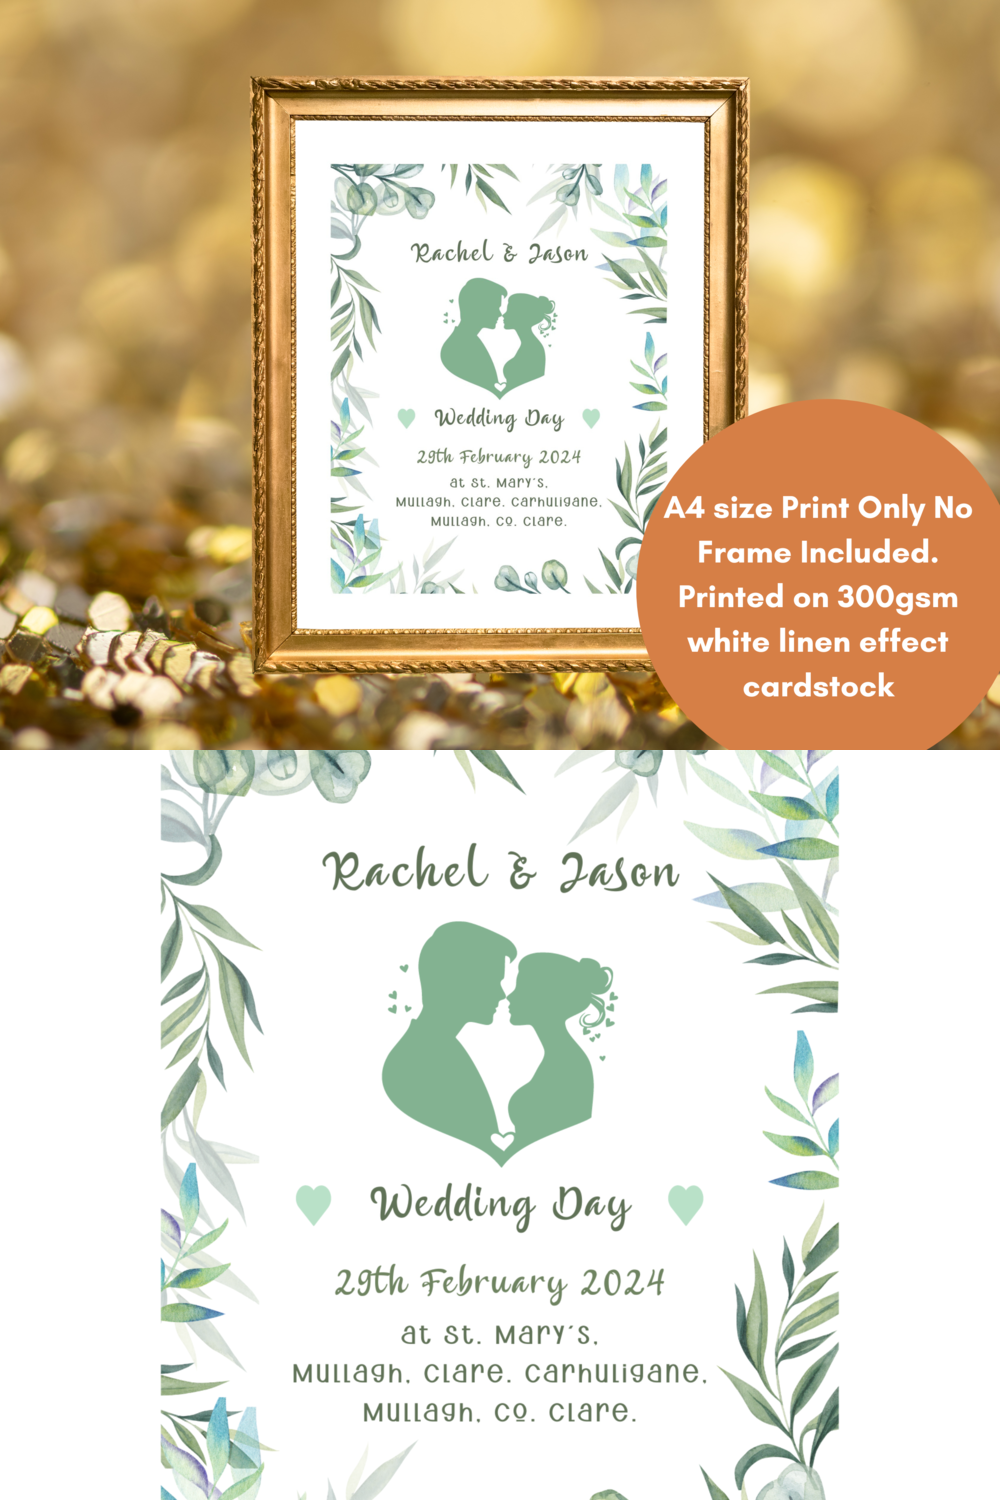 Rachel & Jason
Wedding Day
29th February 2024
at St. Mary's,
Mullagh, Clare. Carhuligane,
Mullagh, Co. Clare.
A4 size Print Only No
Frame Included.
Printed on 300gsm
white linen effect
cardstock
Rachel & Jason
Wedding Day
29th February 2024
at St. Mary's,
Mullagh, Clare. Carhuligane,
Mullagh, Co. Clare.